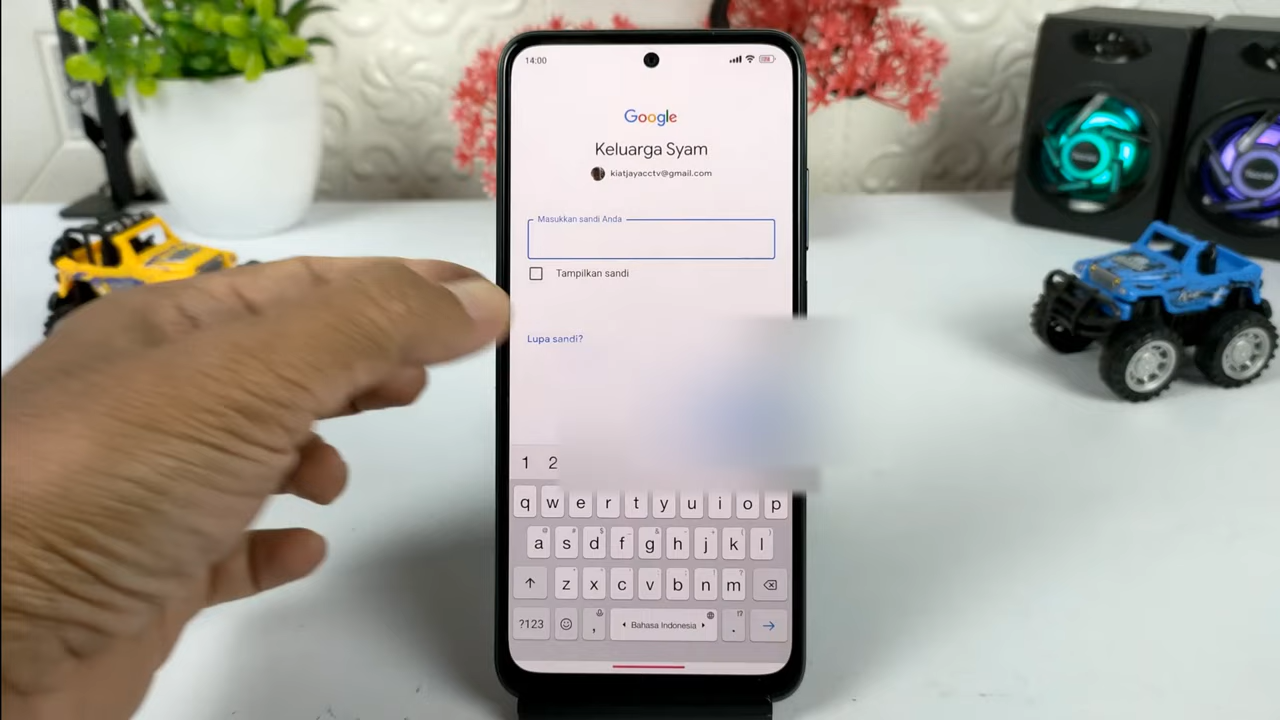 14:00
Google
Keluarga Syam
kiatjayacctv@gmail.com
Masukkan sandi Anda
Tampilkan sandi
Lupa sandi?
1 2
q w e r t y u i o p
a s d f g h j k l
z x c v b n m
?123 , Bahasa Indonesia .